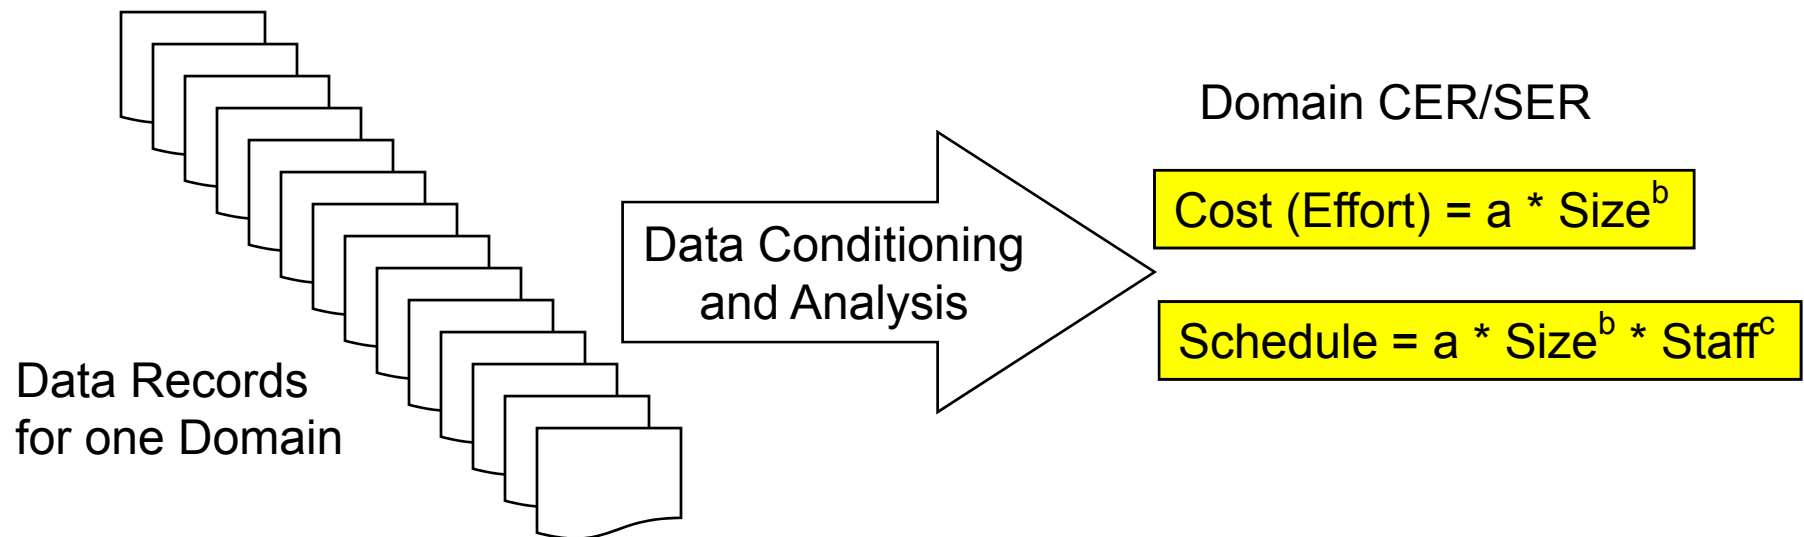 Domain CER/SER
Cost (Effort) = a * Size^b
Data Conditioning
and Analysis
Schedule = a * Size^b * Staff^c
Data Records
for one Domain